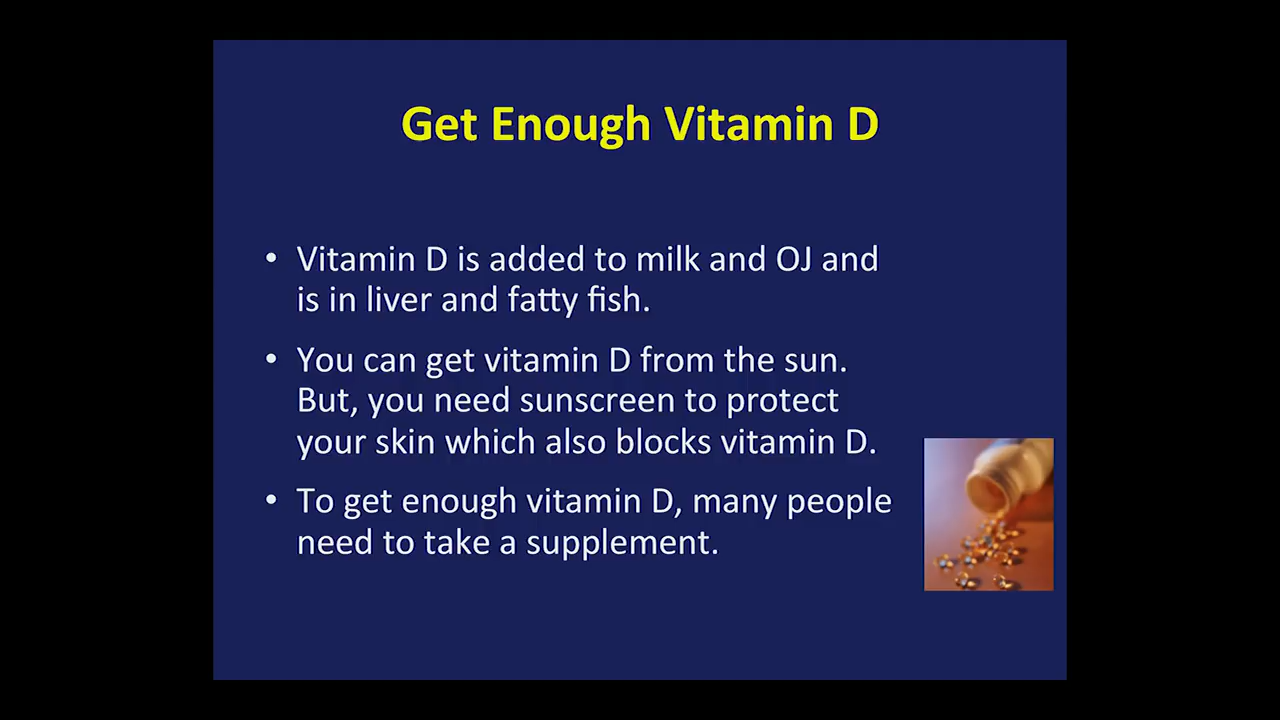 Get Enough Vitamin D
• Vitamin D is added to milk and OJ and
is in liver and fatty fish.
• You can get vitamin D from the sun.
But, you need sunscreen to protect
your skin which also blocks vitamin D.
• To get enough vitamin D, many people
need to take a supplement.